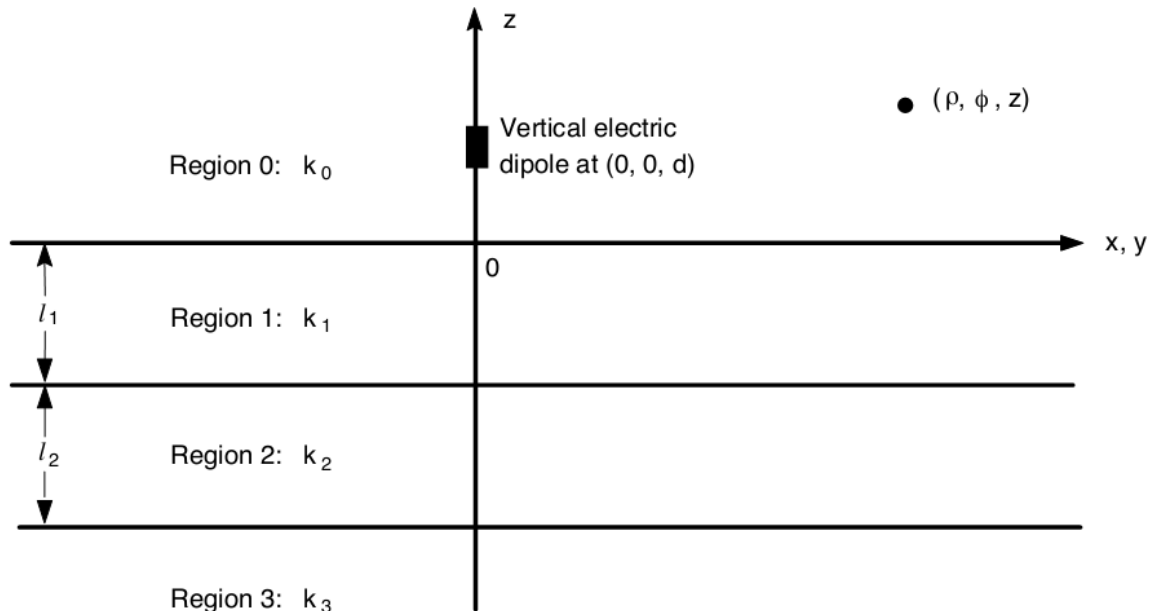 z
(ρ, ϕ, z)
Vertical electric
dipole at (0, 0, d)
Region 0: k₀
x, y
0
l₁
Region 1: k₁
l₂
Region 2: k₂
Region 3: k₃